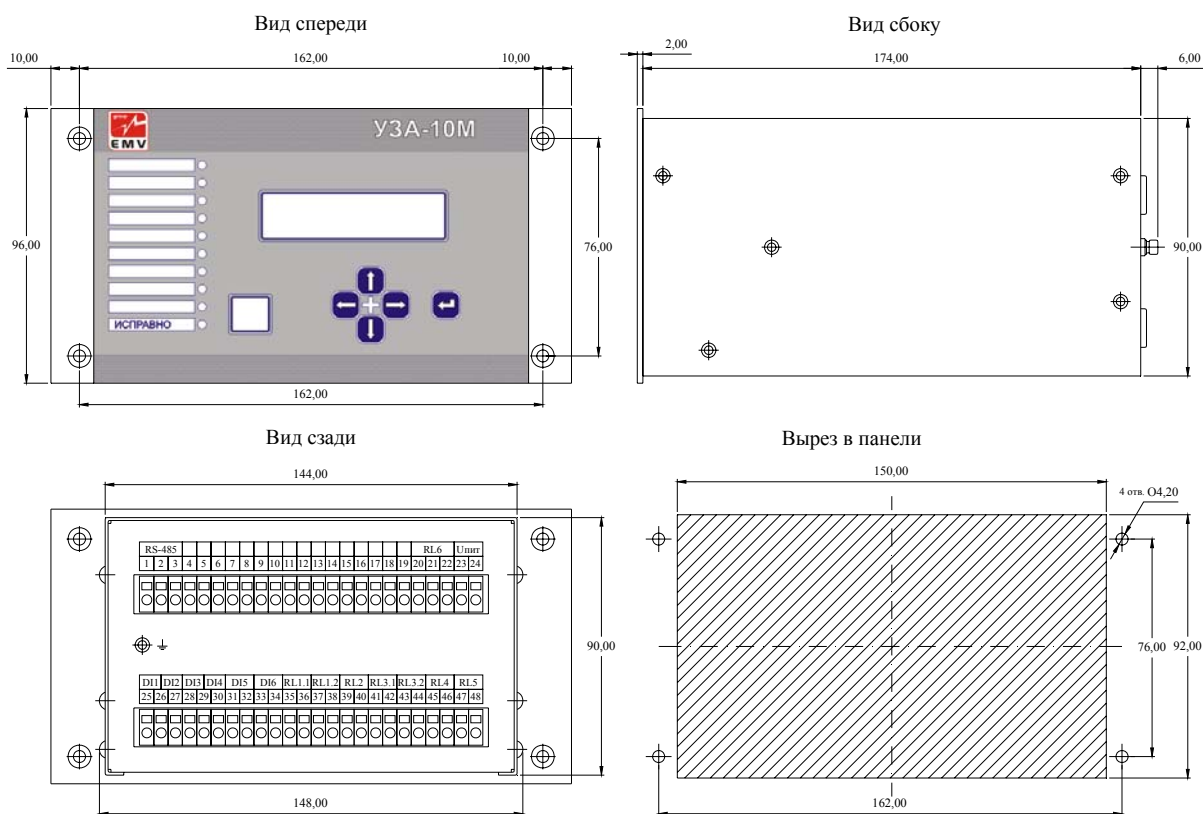 Вид спереди
Вид сбоку
10,00 162,00 10,00
2,00 174,00 6,00
EMV
УЗА-10М
96,00
76,00
90,00
ИСПРАВНО
162,00
Вид сзади
Вырез в панели
144,00
150,00
4 отв. O4,20
RS-485 RL6 Uпит
1 2 3 4 5 6 7 8 9 10 11 12 13 14 15 16 17 18 19 20 21 22 23 24
90,00
76,00
92,00
DI1 DI2 DI3 DI4 DI5 DI6 RL1.1 RL1.2 RL2 RL3.1 RL3.2 RL4 RL5
25 26 27 28 29 30 31 32 33 34 35 36 37 38 39 40 41 42 43 44 45 46 47 48
148,00
162,00